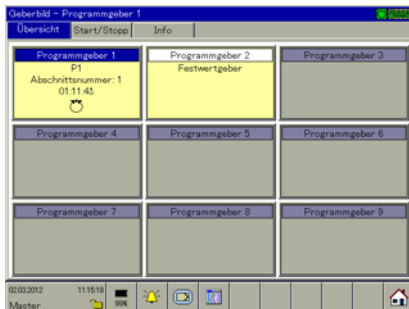 Geberbild - Programmgeber 1
Übersicht Start/Stopp Info
Programmgeber 1
P1
Abschnittsnummer: 1
01:11:43
Programmgeber 2
Festwertgeber
Programmgeber 3
Programmgeber 4
Programmgeber 5
Programmgeber 6
Programmgeber 7
Programmgeber 8
Programmgeber 9
02.03.2012 11:15:18
99%
Master